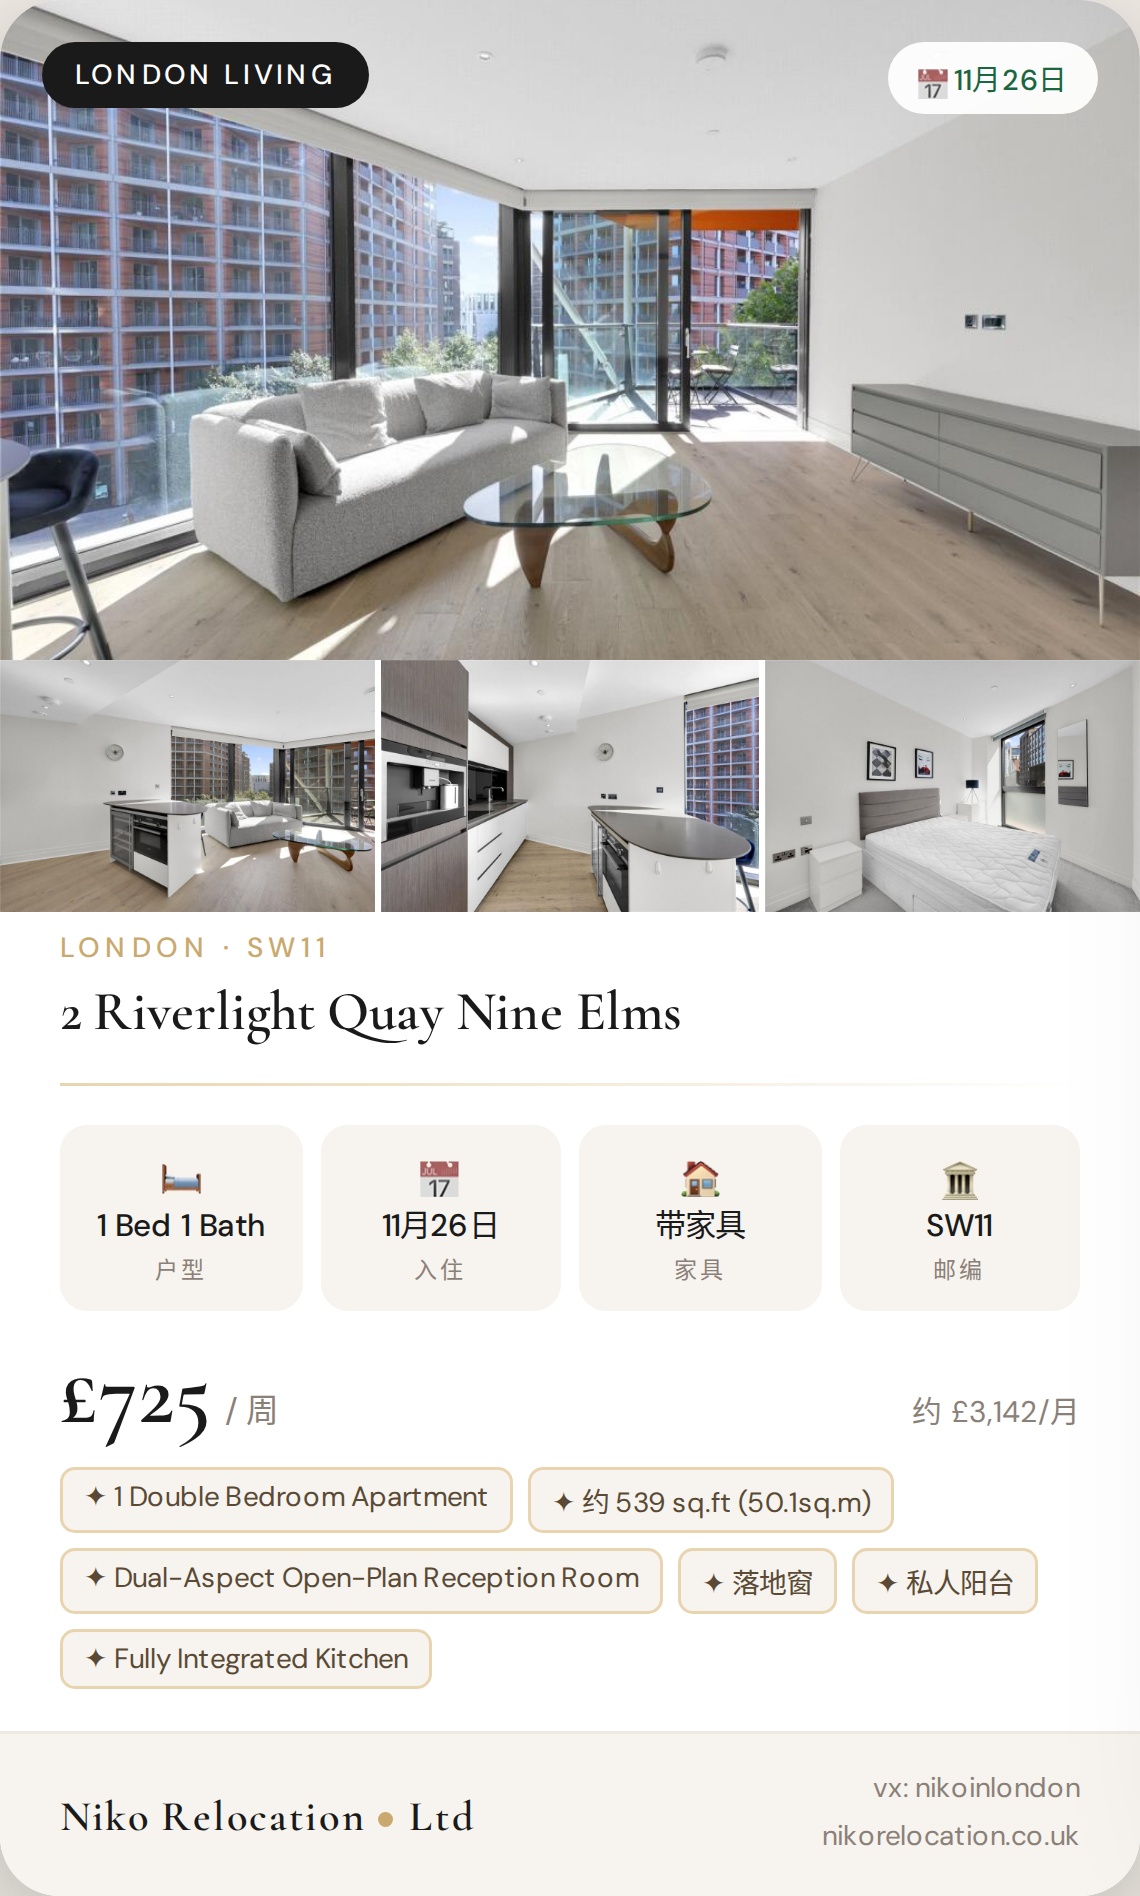 LONDON LIVING
📅 11月26日
LONDON · SW11
2 Riverlight Quay Nine Elms
1 Bed 1 Bath
户型
11月26日
入住
带家具
家具
SW11
邮编
£725 / 周
约 £3,142/月
✦ 1 Double Bedroom Apartment
✦ 约 539 sq.ft (50.1sq.m)
✦ Dual-Aspect Open-Plan Reception Room
✦ 落地窗
✦ 私人阳台
✦ Fully Integrated Kitchen
Niko Relocation • Ltd
vx: nikoinlondon
nikorelocation.co.uk